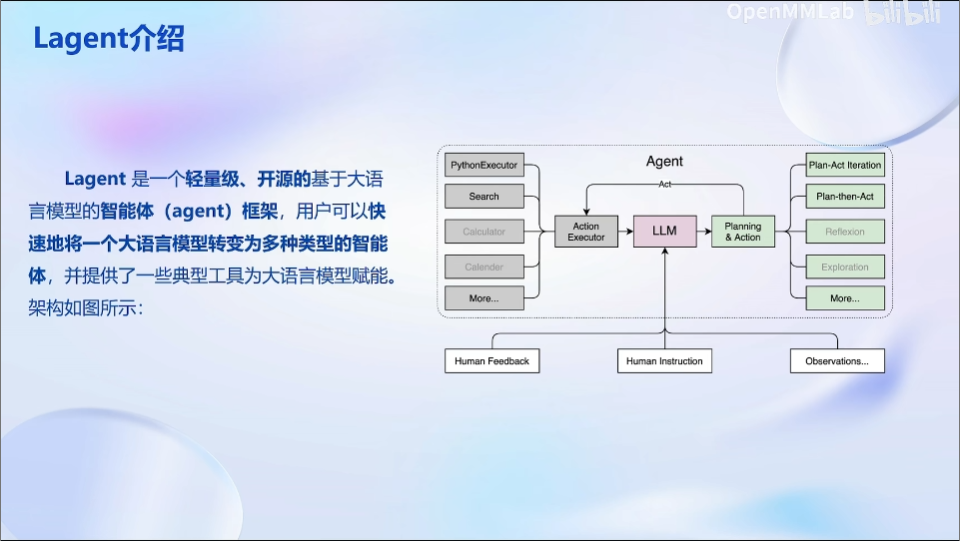 OpenMMLab bilibili
Lagent介绍
Lagent 是一个轻量级、开源的基于大语
言模型的智能体（agent）框架，用户可以快
速地将一个大语言模型转变为多种类型的智能
体，并提供了一些典型工具为大语言模型赋能。
架构如图所示：
Agent
Act
PythonExecutor
Search
Calculator
Calender
More...
Action
Executor
LLM
Planning
& Action
Plan-Act Iteration
Plan-then-Act
Reflexion
Exploration
More...
Human Feedback
Human Instruction
Observations...